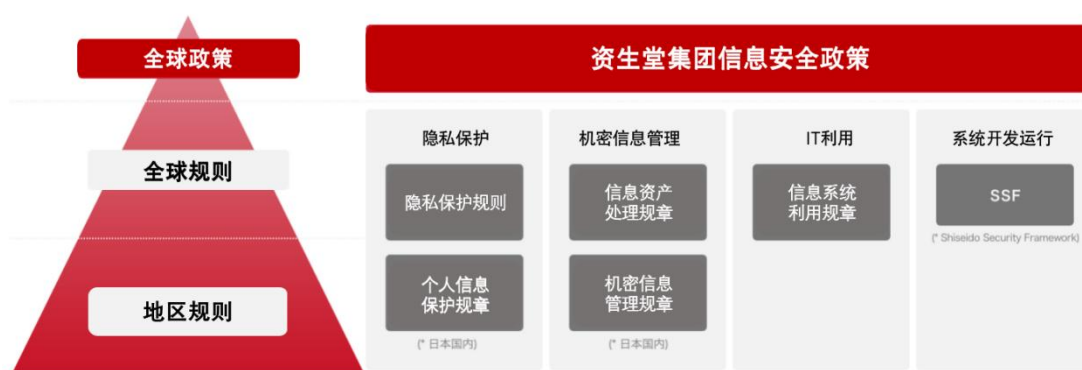 全球政策
资生堂集团信息安全政策
全球规则
地区规则
隐私保护
机密信息管理
IT利用
系统开发运行
隐私保护规则
信息资产
处理规章
信息系统
利用规章
SSF
(* Shiseido Security Framework)
个人信息
保护规章
(* 日本国内)
机密信息
管理规章
(* 日本国内)